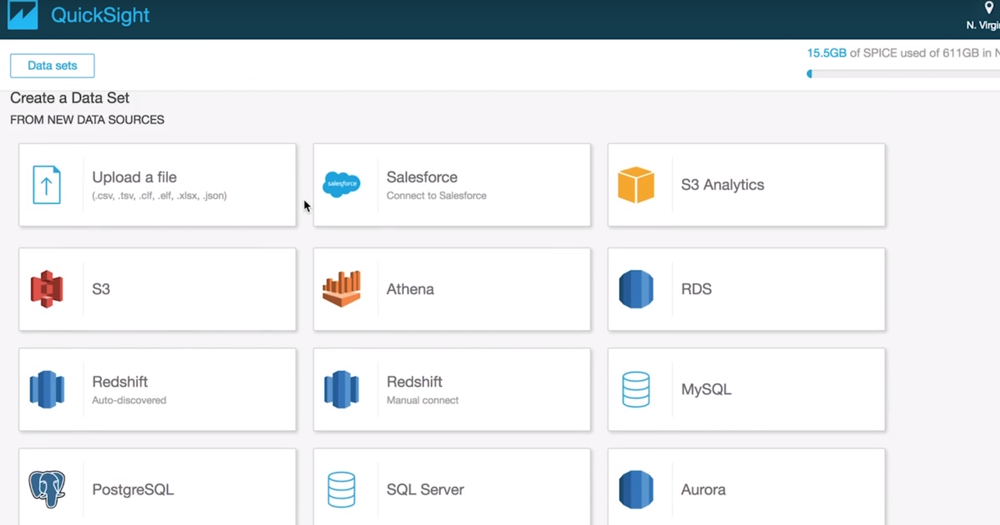 QuickSight
N. Virgi
Data sets
15.5GB of SPICE used of 611GB in N
Create a Data Set
FROM NEW DATA SOURCES
Upload a file
(.csv, .tsv, .clf, .elf, .xlsx, .json)
salesforce
Salesforce
Connect to Salesforce
S3 Analytics
S3
Athena
RDS
Redshift
Auto-discovered
Redshift
Manual connect
MySQL
PostgreSQL
SQL Server
Aurora